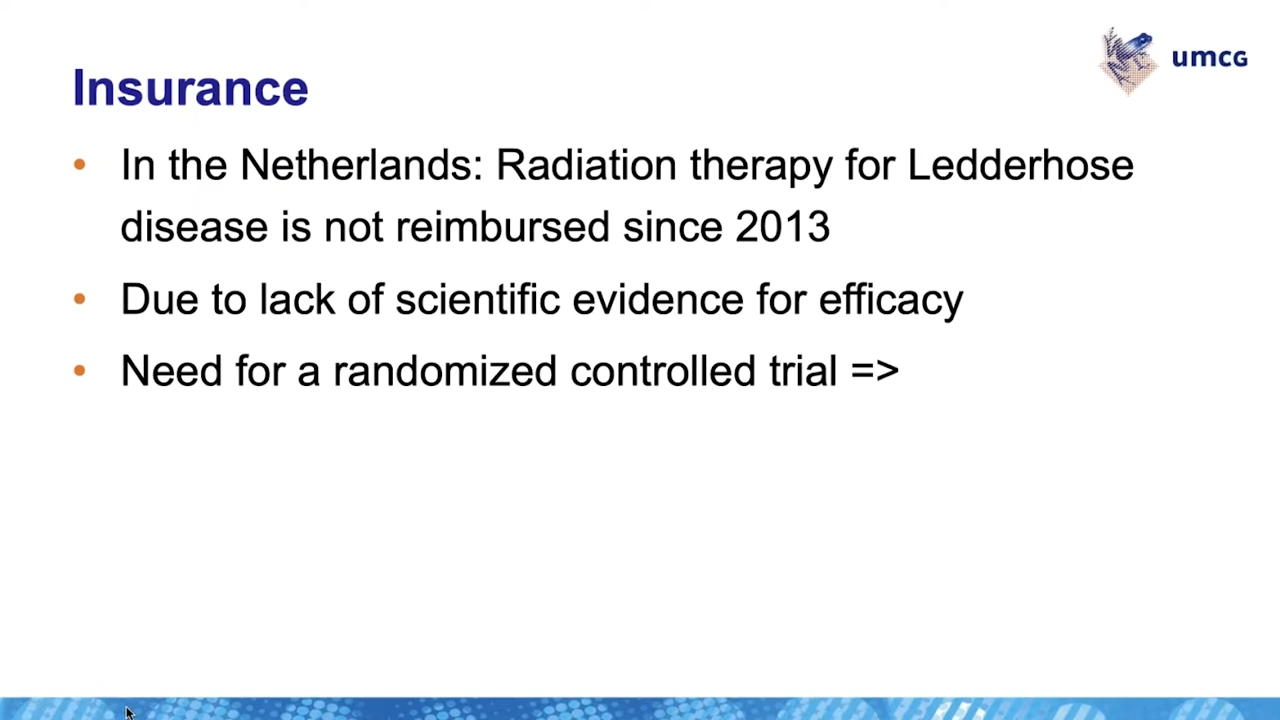 umcg
Insurance
• In the Netherlands: Radiation therapy for Ledderhose
disease is not reimbursed since 2013
• Due to lack of scientific evidence for efficacy
• Need for a randomized controlled trial =>